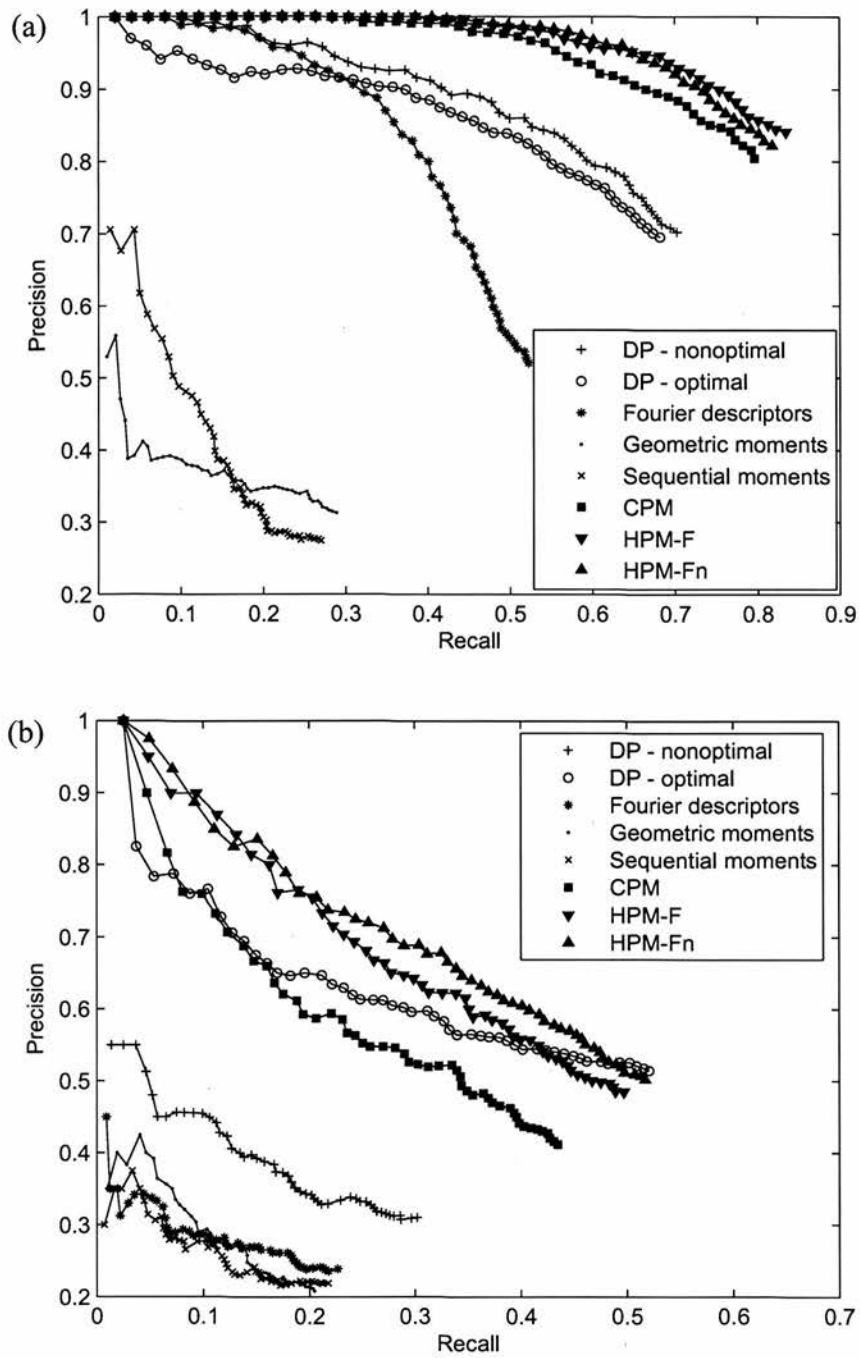 (a)
1
0.9
0.8
0.7
0.6
0.5
0.4
0.3
0.2
Precision
0 0.1 0.2 0.3 0.4 0.5 0.6 0.7 0.8 0.9
Recall
DP - nonoptimal
DP - optimal
Fourier descriptors
Geometric moments
Sequential moments
CPM
HPM-F
HPM-Fn
(b)
1
0.9
0.8
0.7
0.6
0.5
0.4
0.3
0.2
Precision
0 0.1 0.2 0.3 0.4 0.5 0.6 0.7
Recall
DP - nonoptimal
DP - optimal
Fourier descriptors
Geometric moments
Sequential moments
CPM
HPM-F
HPM-Fn